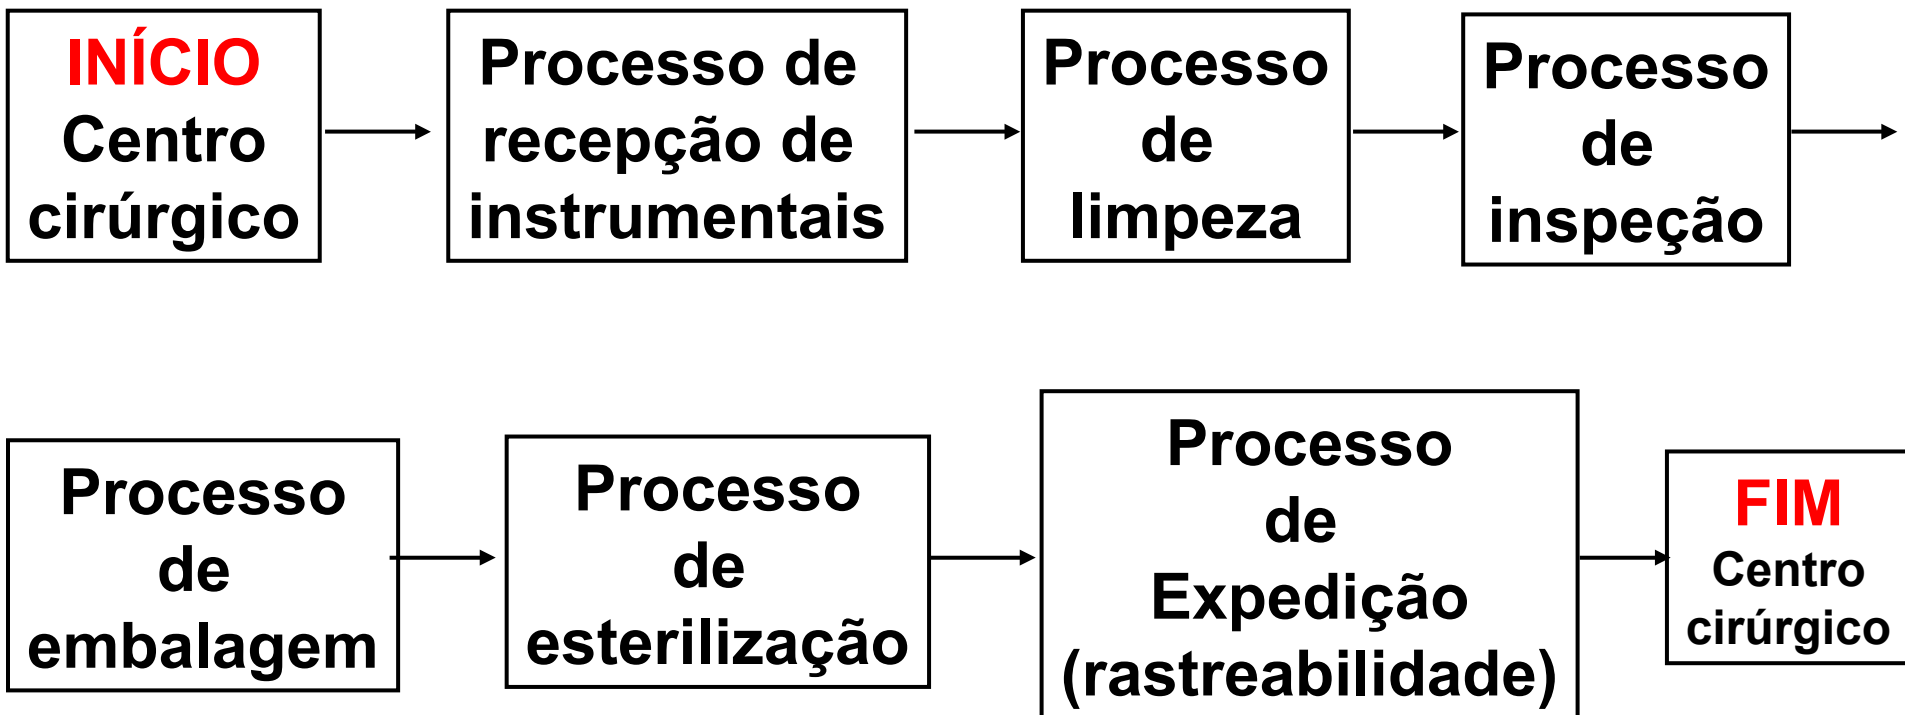 INÍCIO
Centro
cirúrgico
Processo de
recepção de
instrumentais
Processo
de
limpeza
Processo
de
inspeção
Processo
de
embalagem
Processo
de
esterilização
Processo
de
Expedição
(rastreabilidade)
FIM
Centro
cirúrgico